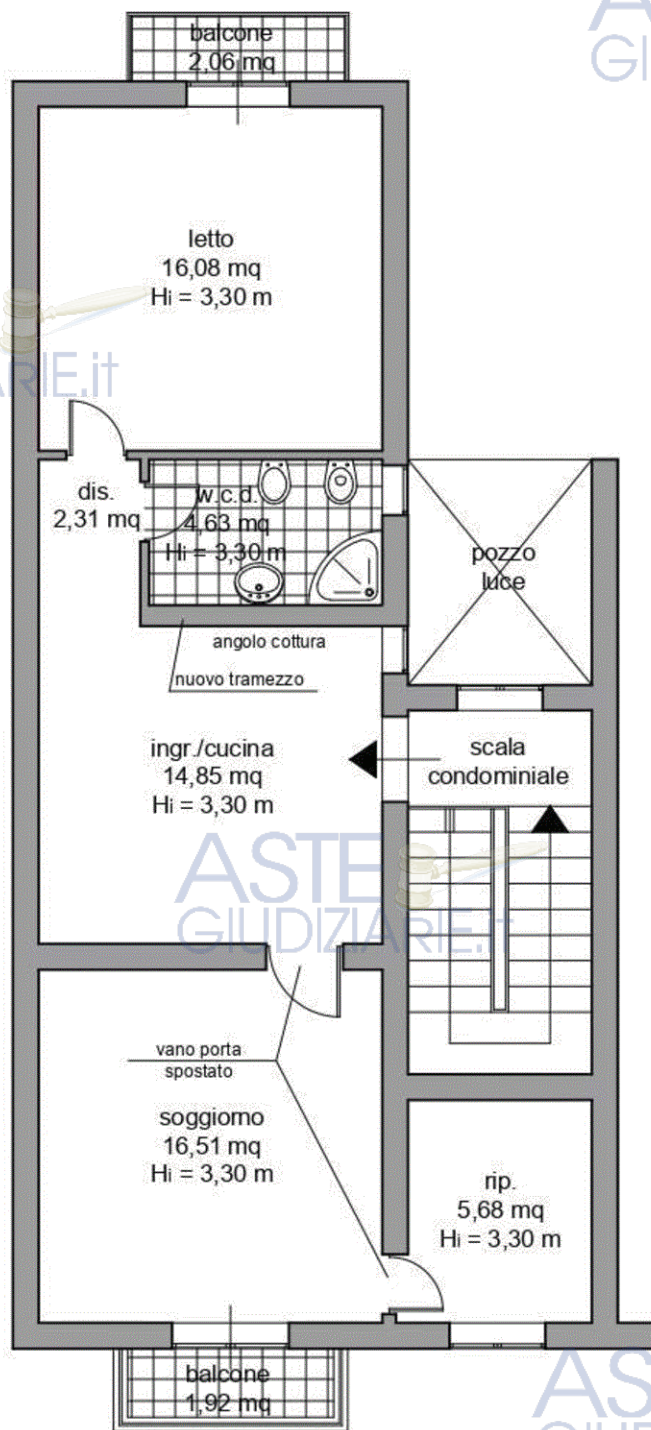 balcone
2,06 mq
letto
16,08 mq
Hi = 3,30 m
dis.
2,31 mq
w.c.d.
4,63 mq
Hi = 3,30 m
pozzo
luce
angolo cottura
nuovo tramezzo
ingr./cucina
14,85 mq
Hi = 3,30 m
scala
condominiale
ASTE
GIUDIZIARIE.it
vano porta
spostato
soggiorno
16,51 mq
Hi = 3,30 m
rip.
5,68 mq
Hi = 3,30 m
balcone
1,92 mq